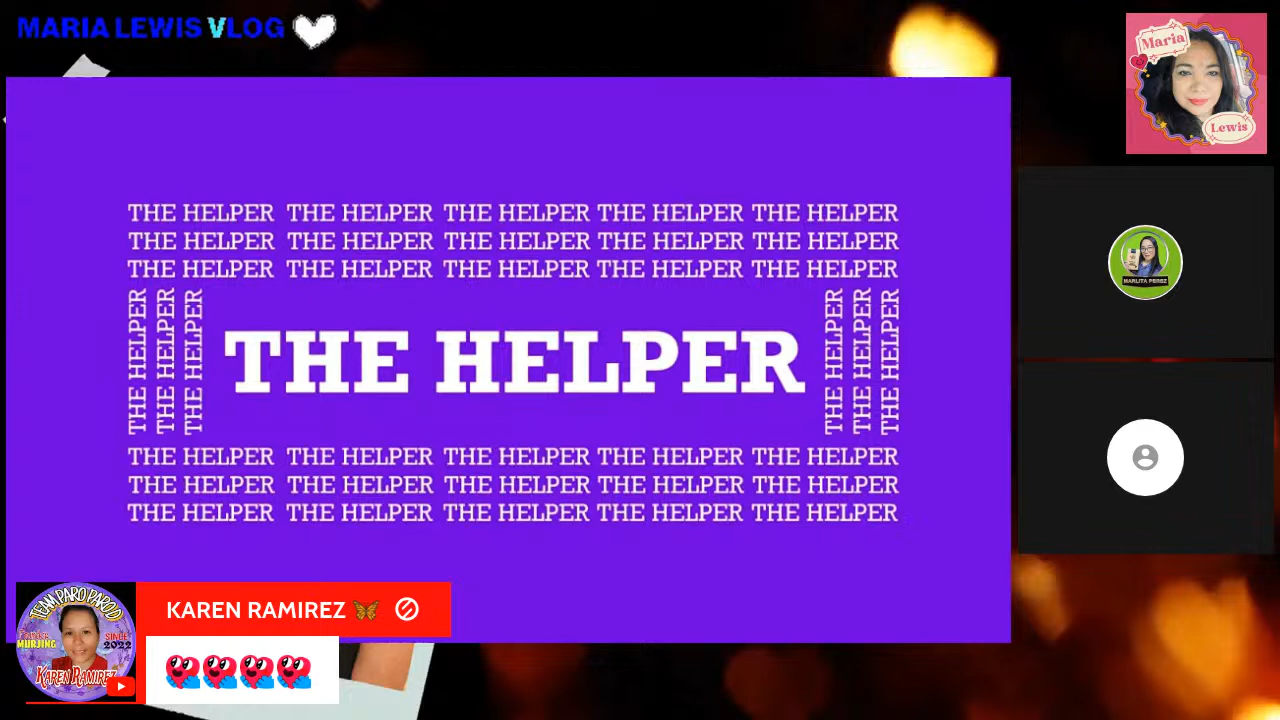 MARIA LEWIS VLOG
Maria
Lewis
THE HELPER THE HELPER THE HELPER THE HELPER THE HELPER
THE HELPER THE HELPER THE HELPER THE HELPER THE HELPER
THE HELPER THE HELPER THE HELPER THE HELPER THE HELPER
THE HELPER
THE HELPER
THE HELPER
THE HELPER
THE HELPER
THE HELPER
THE HELPER
THE HELPER THE HELPER THE HELPER THE HELPER THE HELPER
THE HELPER THE HELPER THE HELPER THE HELPER THE HELPER
THE HELPER THE HELPER THE HELPER THE HELPER THE HELPER
MARLITA PEREZ
KAREN RAMIREZ
TEAM PARO PARO G
MURJING
SINCE
2022
KAREN RAMIREZ